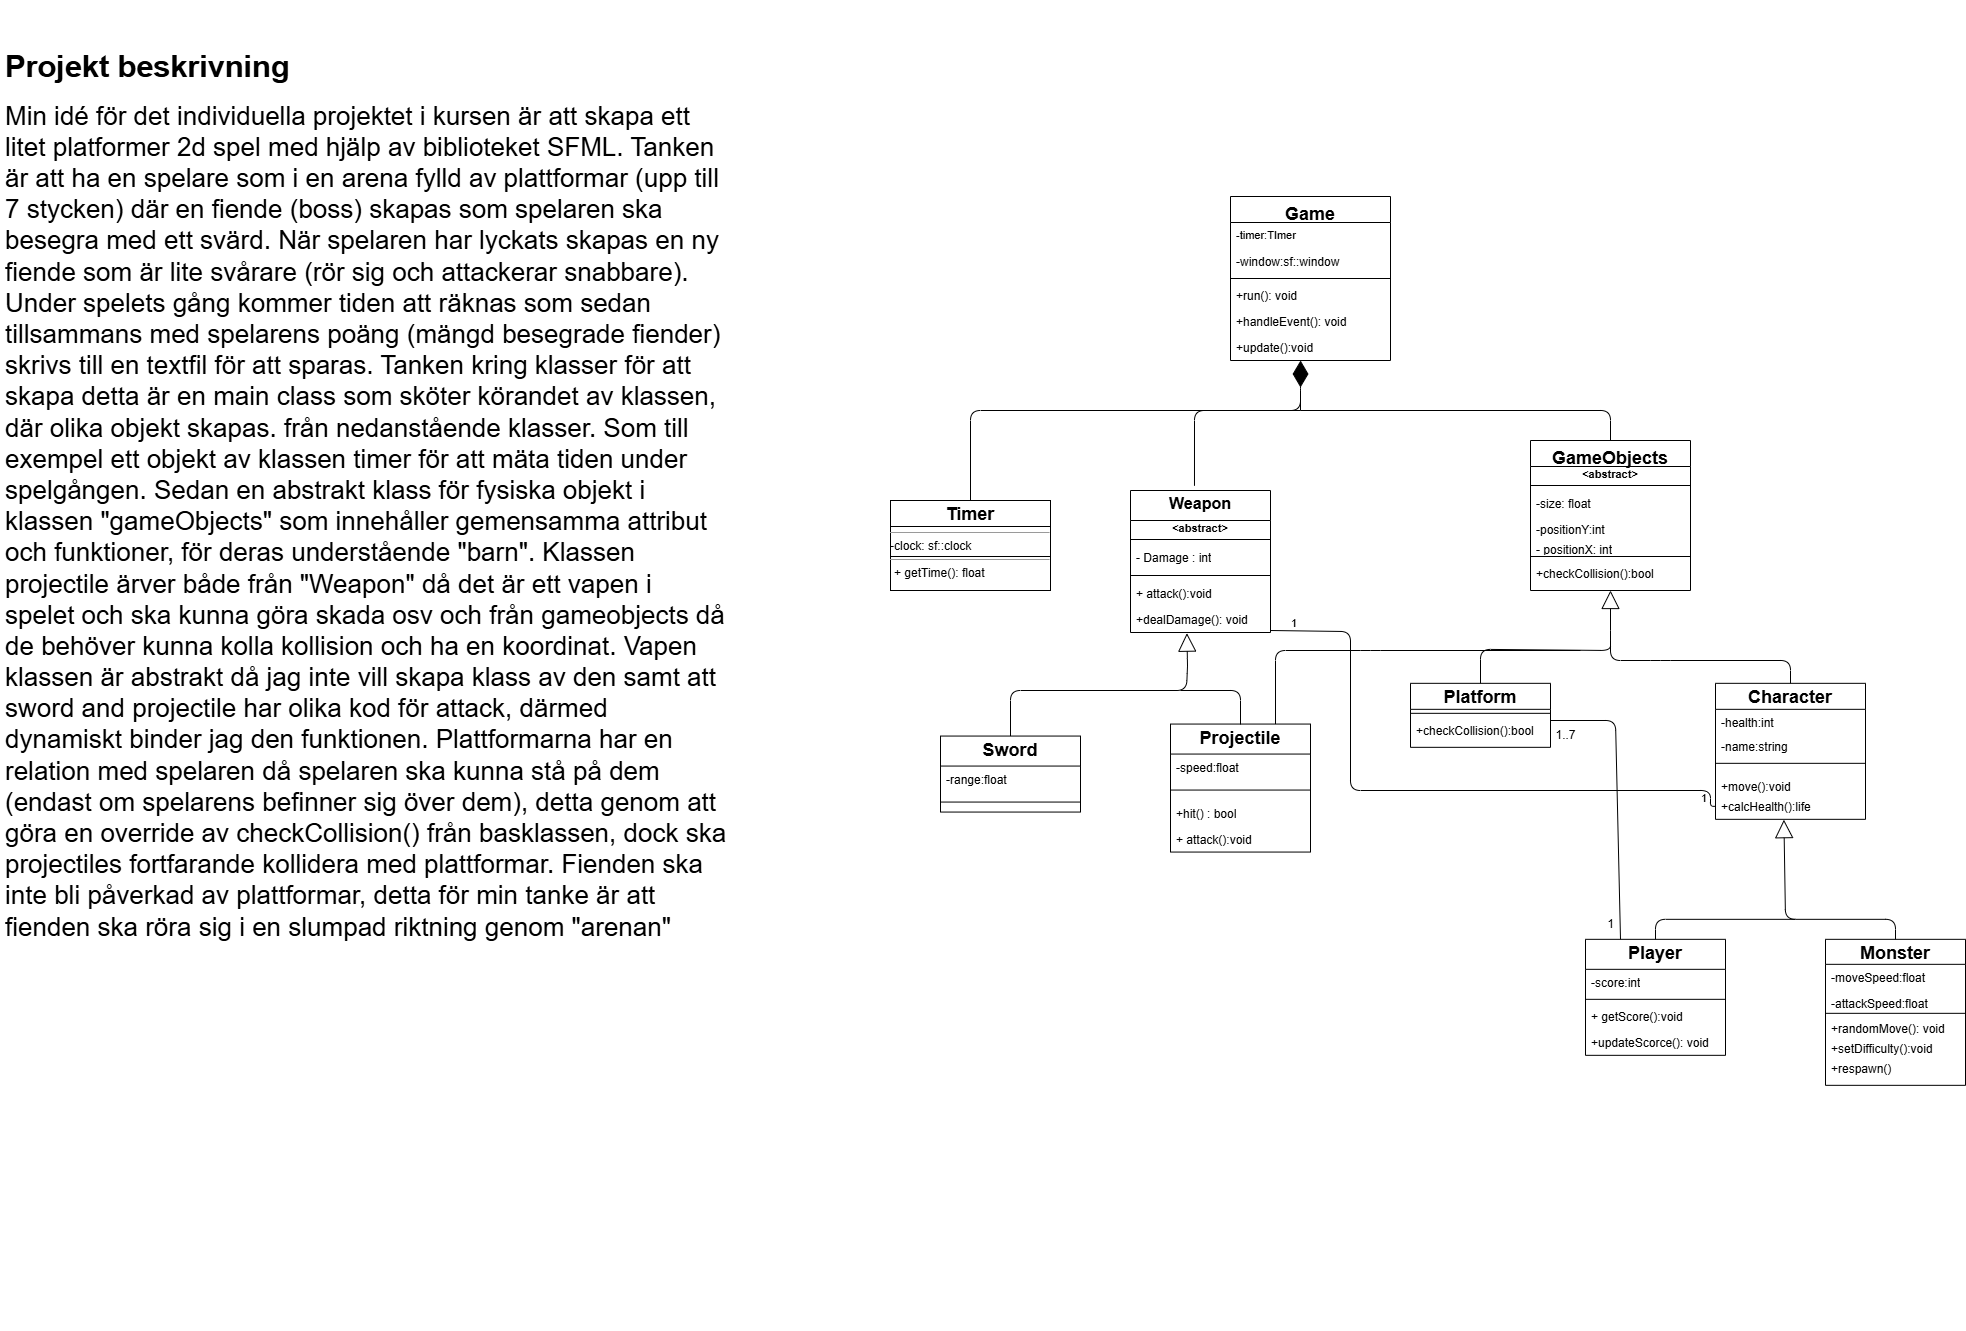 Projekt beskrivning
Min idé för det individuella projektet i kursen är att skapa ett
litet platformer 2d spel med hjälp av biblioteket SFML. Tanken
är att ha en spelare som i en arena fylld av plattformar (upp till
7 stycken) där en fiende (boss) skapas som spelaren ska
besegra med ett svärd. När spelaren har lyckats skapas en ny
fiende som är lite svårare (rör sig och attackerar snabbare).
Under spelets gång kommer tiden att räknas som sedan
tillsammans med spelarens poäng (mängd besegrade fiender)
skrivs till en textfil för att sparas. Tanken kring klasser för att
skapa detta är en main class som sköter körandet av klassen,
där olika objekt skapas. från nedanstående klasser. Som till
exempel ett objekt av klassen timer för att mäta tiden under
spelgången. Sedan en abstrakt klass för fysiska objekt i
klassen "gameObjects" som innehåller gemensamma attribut
och funktioner, för deras understående "barn". Klassen
projectile ärver både från "Weapon" då det är ett vapen i
spelet och ska kunna göra skada osv och från gameobjects då
de behöver kunna kolla kollision och ha en koordinat. Vapen
klassen är abstrakt då jag inte vill skapa klass av den samt att
sword and projectile har olika kod för attack, därmed
dynamiskt binder jag den funktionen. Plattformarna har en
relation med spelaren då spelaren ska kunna stå på dem
(endast om spelarens befinner sig över dem), detta genom att
göra en override av checkCollision() från basklassen, dock ska
projectiles fortfarande kollidera med plattformar. Fienden ska
inte bli påverkad av plattformar, detta för min tanke är att
fienden ska röra sig i en slumpad riktning genom "arenan"
Game
-timer:TImer
-window:sf::window
+run(): void
+handleEvent(): void
+update():void
Timer
-clock: sf::clock
+ getTime(): float
Weapon
<abstract>
- Damage : int
+ attack():void
+dealDamage(): void
GameObjects
<abstract>
-size: float
-positionY:int
- positionX: int
+checkCollision():bool
1
Sword
-range:float
Projectile
-speed:float
+hit() : bool
+ attack():void
Platform
+checkCollision():bool
1..7
Character
-health:int
-name:string
+move():void
+calcHealth():life
1
1
Player
-score:int
+ getScore():void
+updateScorce(): void
Monster
-moveSpeed:float
-attackSpeed:float
+randomMove(): void
+setDifficulty():void
+respawn()